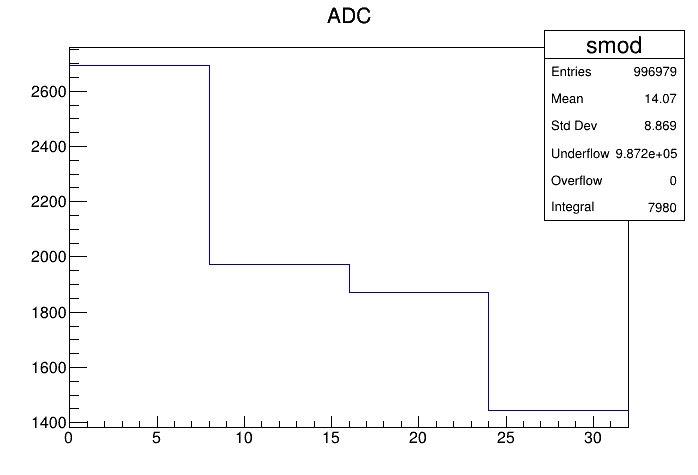 ADC
smod
Entries 996979
Mean 14.07
Std Dev 8.869
Underflow 9.872e+05
Overflow 0
Integral 7980
2600
2400
2200
2000
1800
1600
1400
0 5 10 15 20 25 30